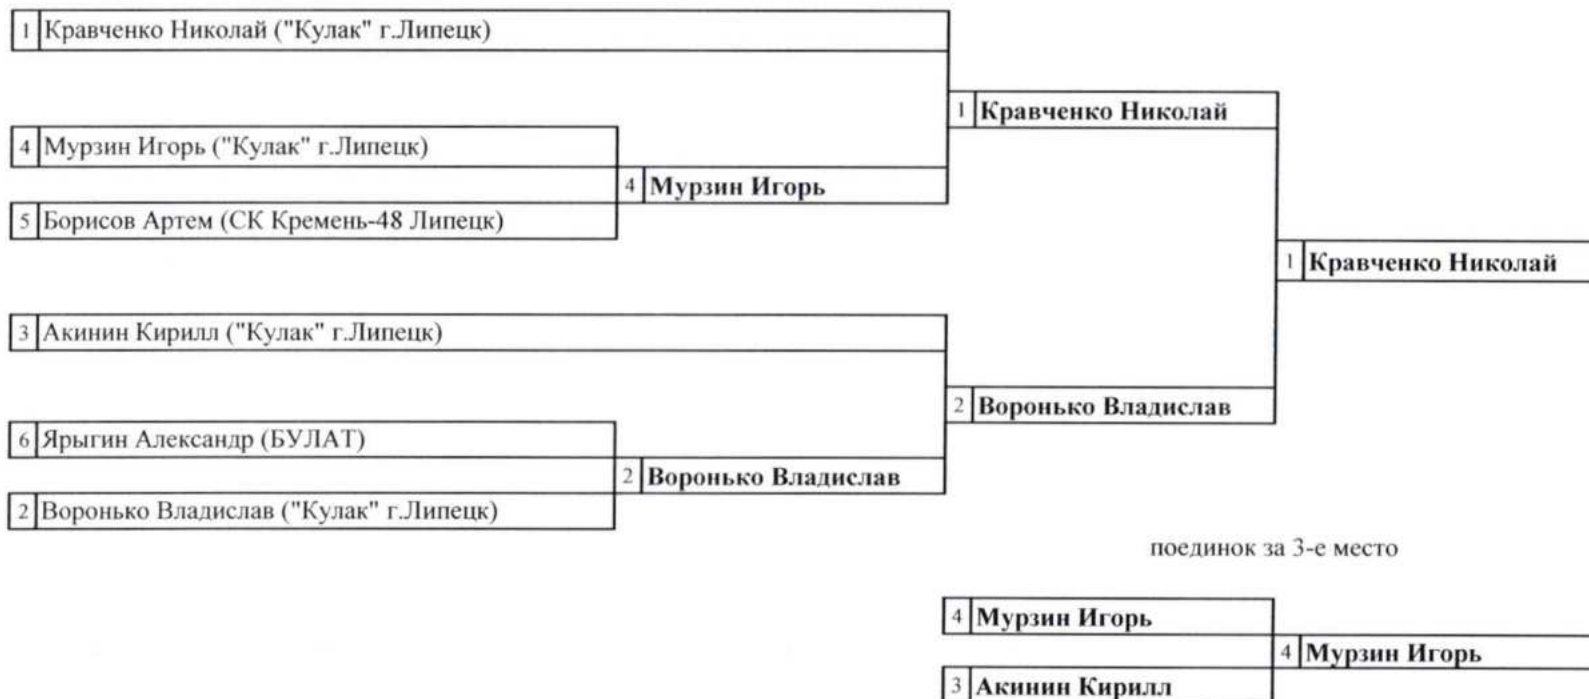 1 Кравченко Николай ("Кулак" г.Липецк)
1 Кравченко Николай
4 Мурзин Игорь ("Кулак" г.Липецк)
4 Мурзин Игорь
5 Борисов Артем (СК Кремень-48 Липецк)
1 Кравченко Николай
3 Акинин Кирилл ("Кулак" г.Липецк)
2 Воронько Владислав
6 Ярыгин Александр (БУЛАТ)
2 Воронько Владислав
2 Воронько Владислав ("Кулак" г.Липецк)
поединок за 3-е место
4 Мурзин Игорь
4 Мурзин Игорь
3 Акинин Кирилл